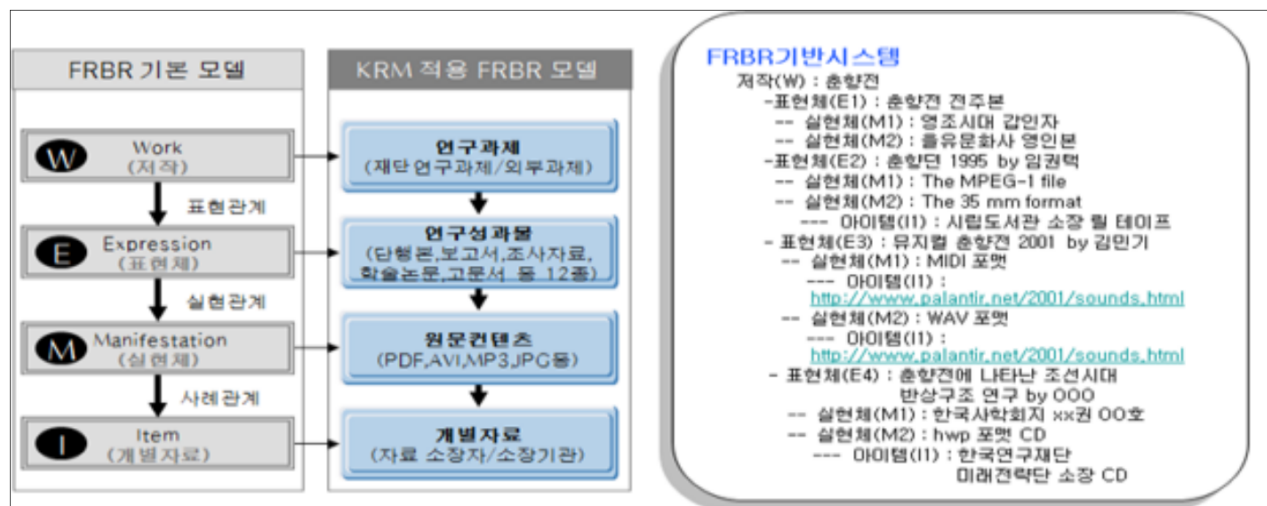 FRBR 기본 모델
W
Work
(저작)
표현관계
E
Expression
(표현체)
실현관계
M
Manifestation
(실현체)
사례관계
I
Item
(개별자료)
KRM 적용 FRBR 모델
연구과제
(재단연구과제/외부과제)
연구성과물
(단행본,보고서,조사자료,
학술논문,고문서 등 12종)
원문컨텐츠
(PDF,AVI,MP3,JPG등)
개별자료
(자료 소장자/소장기관)
FRBR기반시스템
저작(W) : 춘향전
-표현체(E1) : 춘향전 전주본
-- 실현체(M1) : 영조시대 갑인자
-- 실현체(M2) : 을유문화사 영인본
-표현체(E2) : 춘향뎐 1995 by 임권택
-- 실현체(M1) : The MPEG-1 file
-- 실현체(M2) : The 35 mm format
--- 아이템(I1) : 시립도서관 소장 릴 테이프
- 표현체(E3) : 뮤지컬 춘향전 2001 by 김민기
-- 실현체(M1) : MIDI 포맷
--- 아이템(I1) :
http://www.palantir.net/2001/sounds.html
-- 실현체(M2) : WAV 포맷
--- 아이템(I1) :
http://www.palantir.net/2001/sounds.html
- 표현체(E4) : 춘향전에 나타난 조선시대
반상구조 연구 by OOO
-- 실현체(M1) : 한국사학회지 xx권 OO호
-- 실현체(M2) : hwp 포맷 CD
--- 아이템(I1) : 한국연구재단
미래전략단 소장 CD